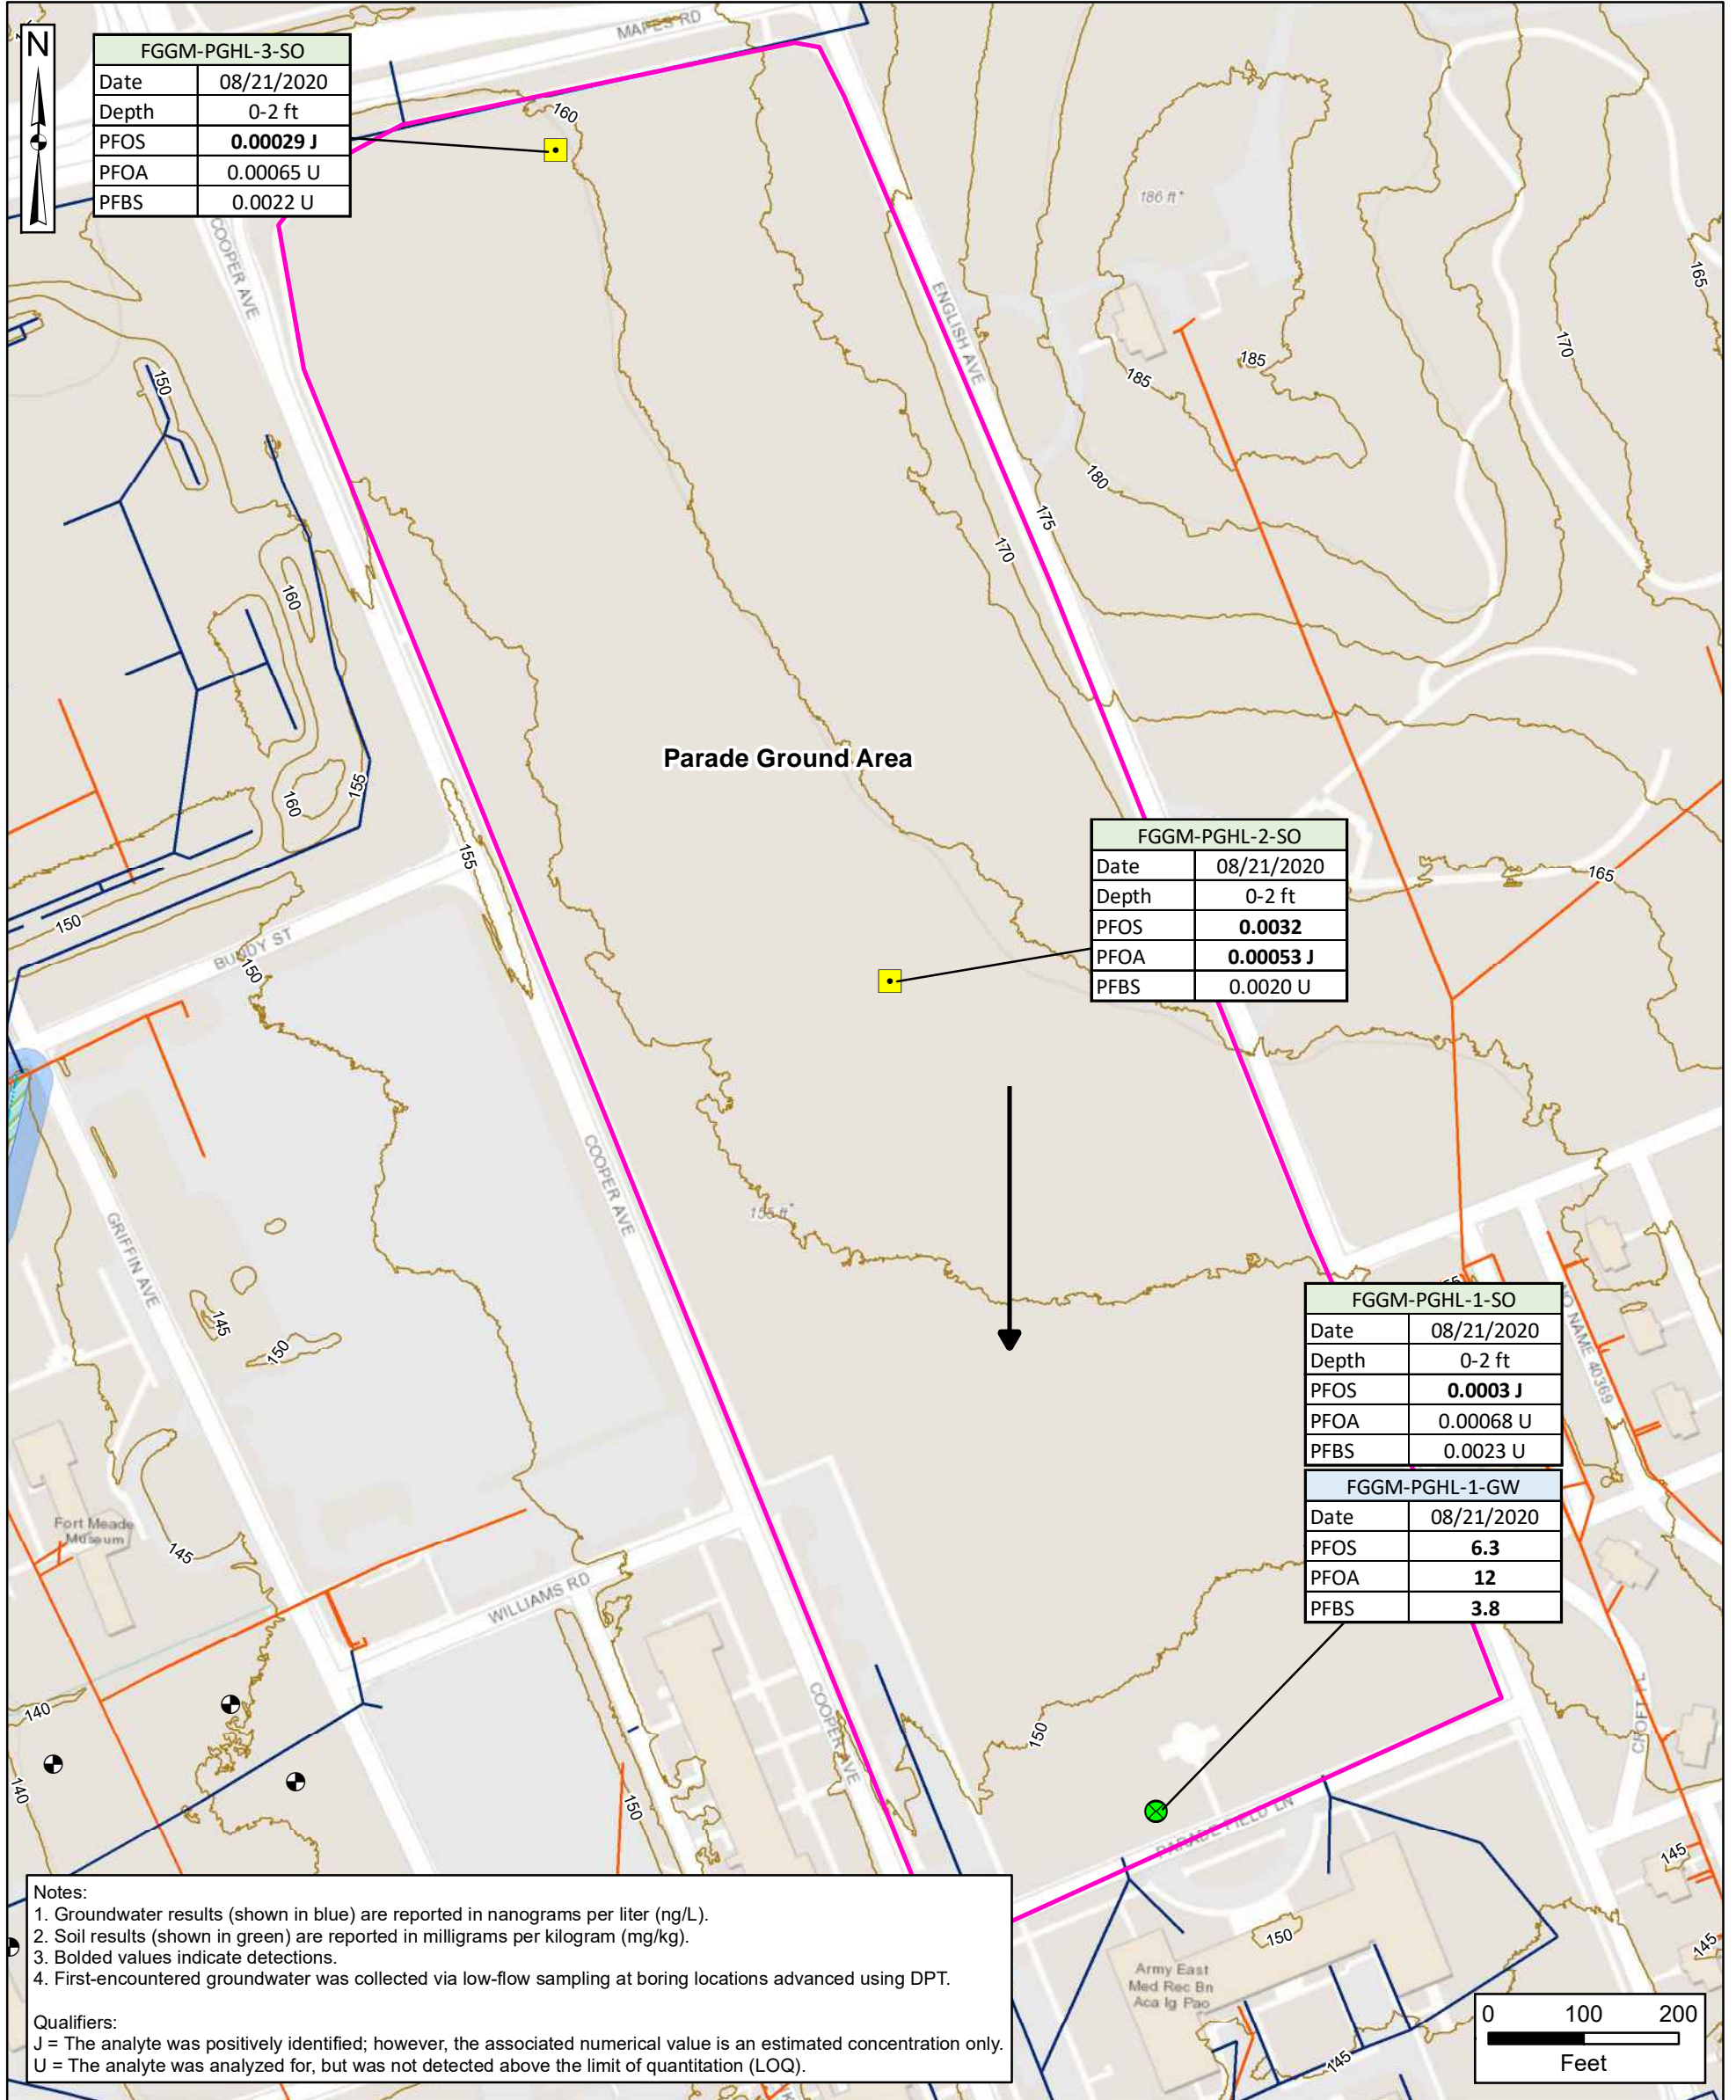 N
MAPES RD
FGGM-PGHL-3-SO
Date 08/21/2020
Depth 0-2 ft
PFOS 0.00029 J
PFOA 0.00065 U
PFBS 0.0022 U
160
186 ft
COOPER AVE
ENGLISH AVE
165
170
150
185
185
180
175
170
160
160
155
Parade Ground Area
155
FGGM-PGHL-2-SO
Date 08/21/2020
Depth 0-2 ft
PFOS 0.0032
PFOA 0.00053 J
PFBS 0.0020 U
165
150
BUNDY ST
150
COOPER AVE
155 ft
GRIFFIN AVE
145
150
FGGM-PGHL-1-SO
Date 08/21/2020
Depth 0-2 ft
PFOS 0.0003 J
PFOA 0.00068 U
PFBS 0.0023 U
NO NAME 40369
FGGM-PGHL-1-GW
Date 08/21/2020
PFOS 6.3
PFOA 12
PFBS 3.8
Fort Meade
Museum
145
WILLIAMS RD
140
COOPER AVE
150
140
150
PARADE FIELD LN
145
Notes:
1. Groundwater results (shown in blue) are reported in nanograms per liter (ng/L).
2. Soil results (shown in green) are reported in milligrams per kilogram (mg/kg).
3. Bolded values indicate detections.
4. First-encountered groundwater was collected via low-flow sampling at boring locations advanced using DPT.
Qualifiers:
J = The analyte was positively identified; however, the associated numerical value is an estimated concentration only.
U = The analyte was analyzed for, but was not detected above the limit of quantitation (LOQ).
150
145
Army East
Med Rec Bn
Aca Ig Pao
145
0 100 200
Feet